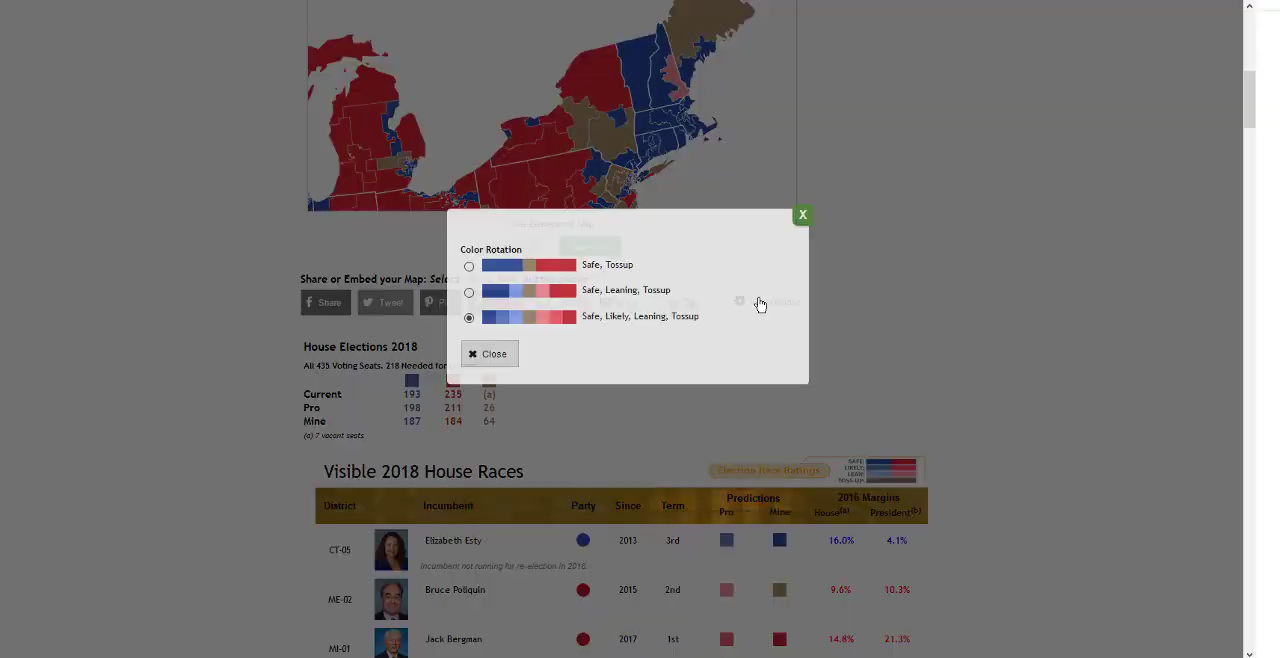 X
Color Rotation
Safe, Tossup
Safe, Leaning, Tossup
Safe, Likely, Leaning, Tossup
Close
Share or Embed your Map: Select
Share
Tweet
House Elections 2018
All 435 Voting Seats. 218 Needed for
Current 193 235 (a)
Pro 198 211 26
Mine 187 184 64
(a) 7 vacant seats
Visible 2018 House Races
Election Race Ratings
SAFE:
LIKELY:
LEAN:
District Incumbent Party Since Term Predictions Pro Mine 2016 Margins House(a) President(b)
CT-05 Elizabeth Esty 2013 3rd 16.0% 4.1%
Incumbent not running for re-election in 2018.
ME-02 Bruce Poliquin 2015 2nd 9.6% 10.3%
MI-01 Jack Bergman 2017 1st 14.8% 21.3%